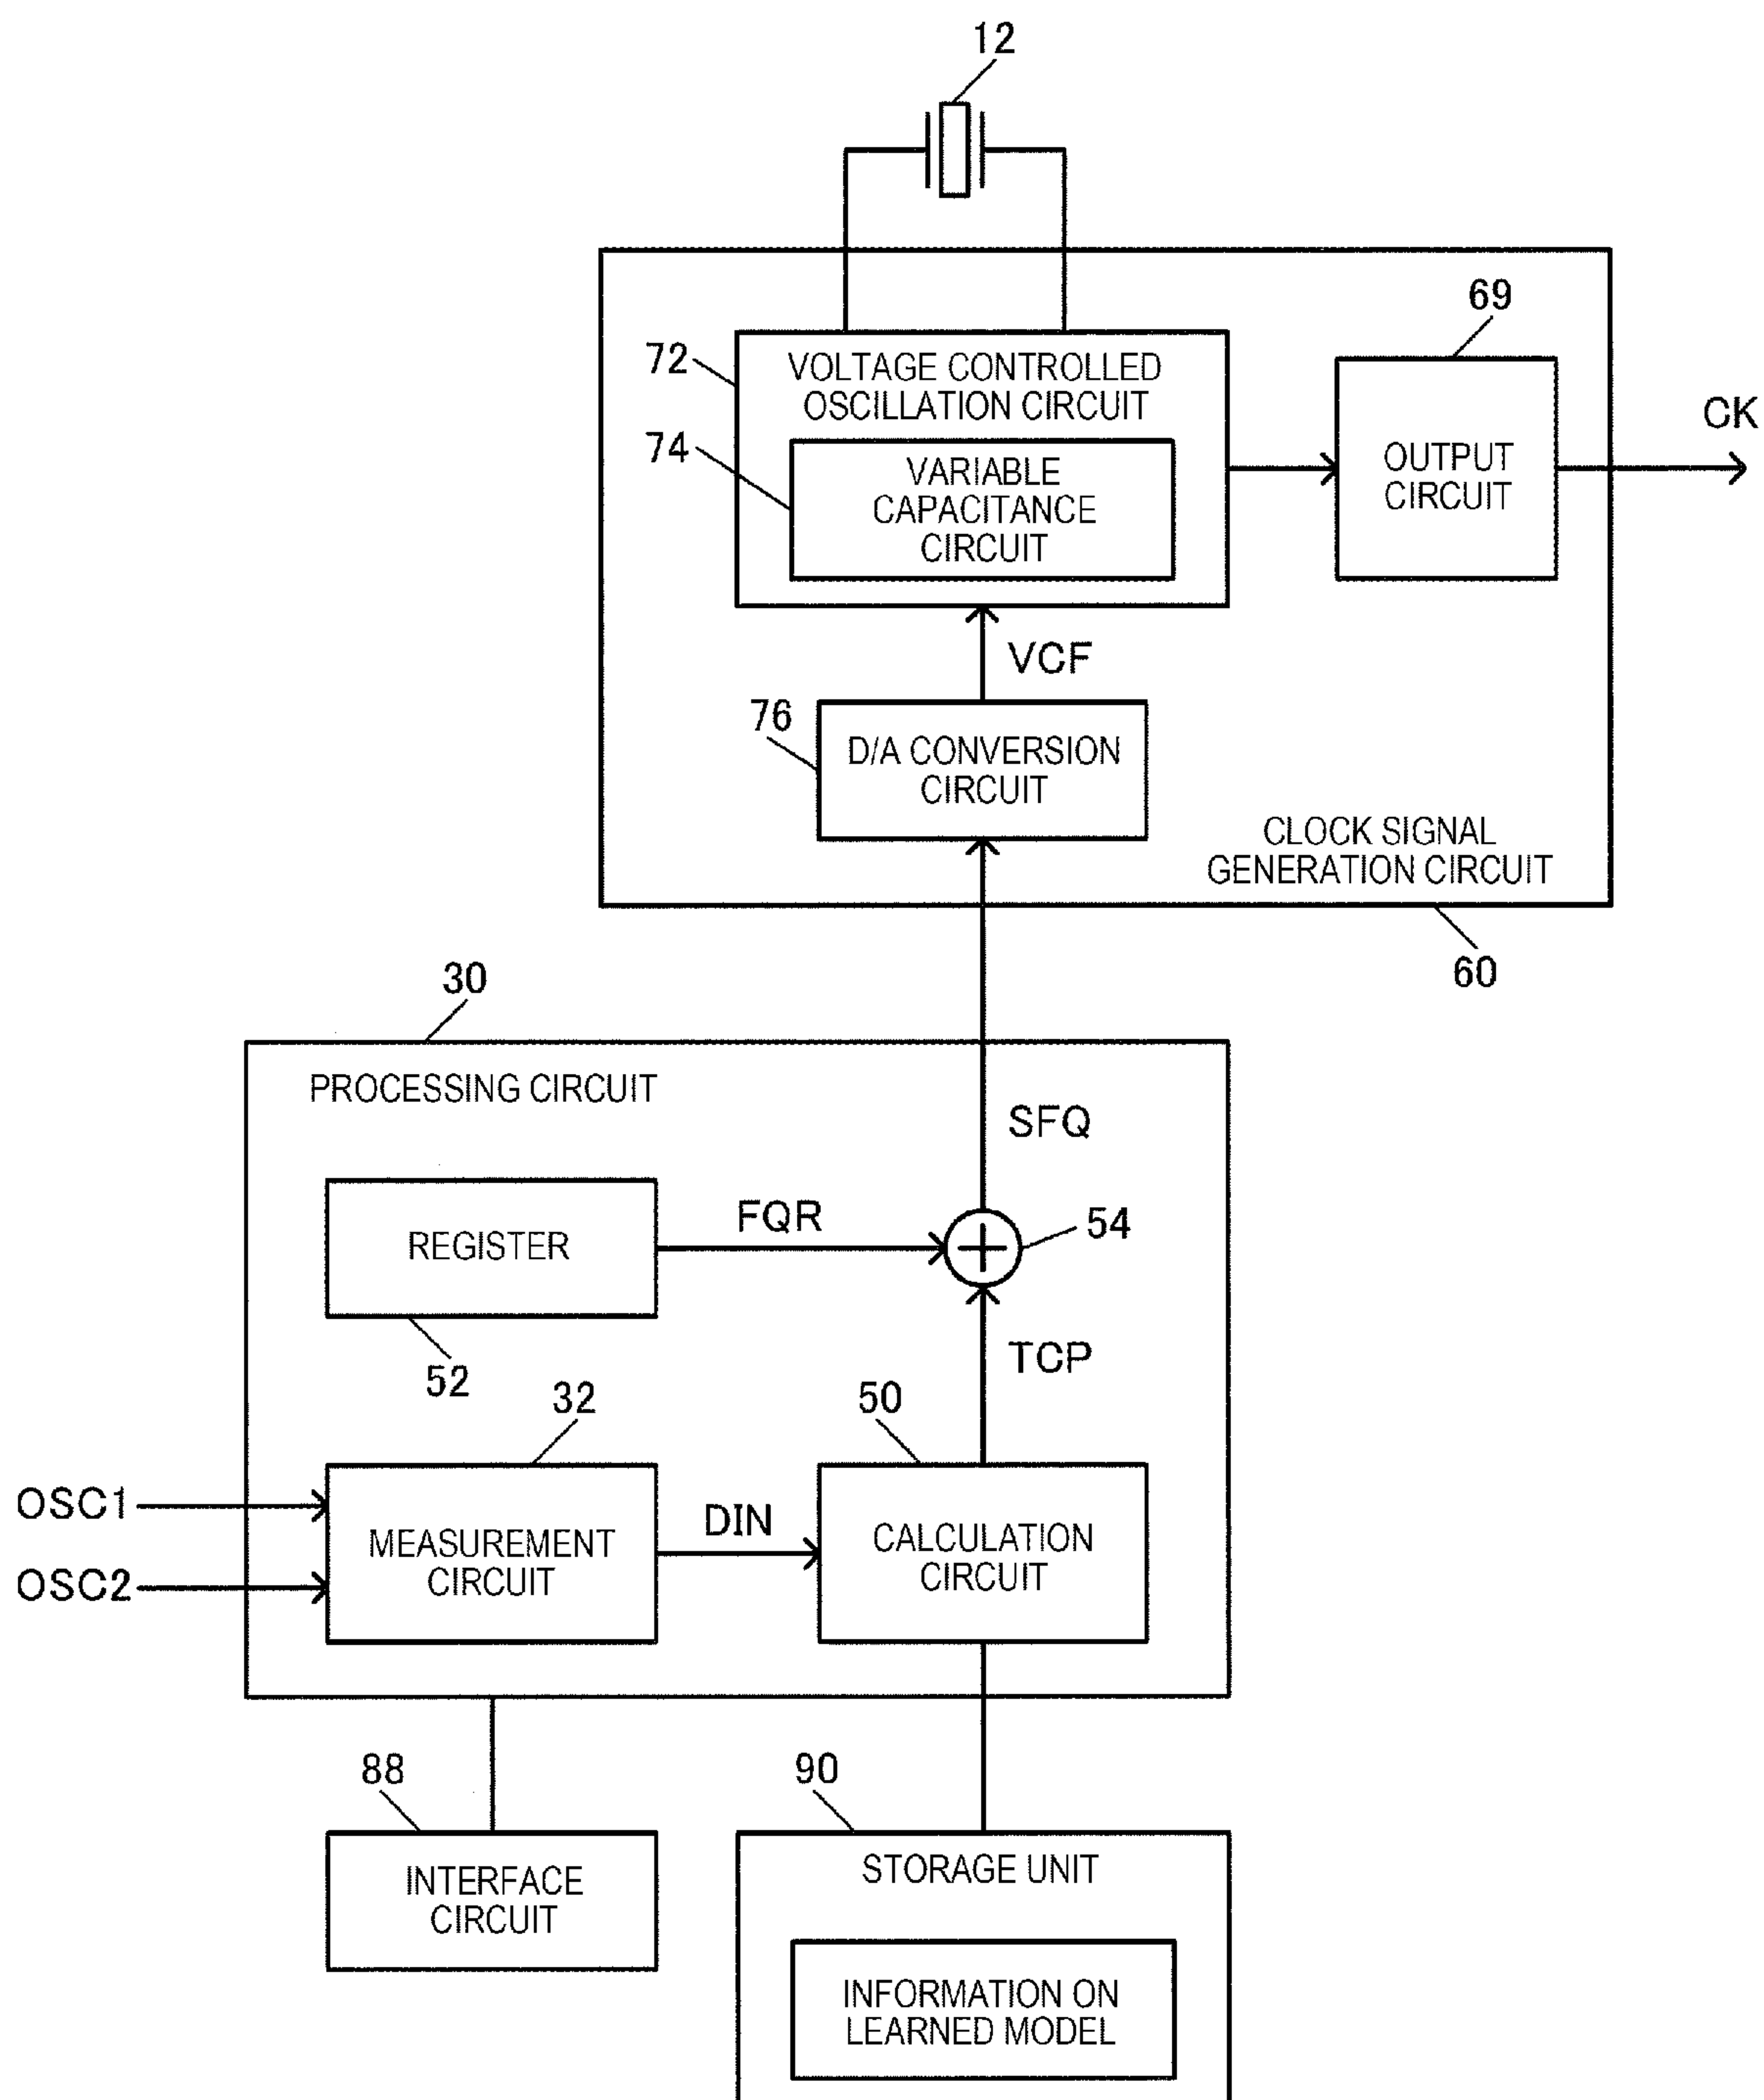 12
69
72
VOLTAGE CONTROLLED
OSCILLATION CIRCUIT
CK
74
VARIABLE
CAPACITANCE
CIRCUIT
OUTPUT
CIRCUIT
VCF
76
D/A CONVERSION
CIRCUIT
CLOCK SIGNAL
GENERATION CIRCUIT
60
30
PROCESSING CIRCUIT
SFQ
FQR
54
REGISTER
TCP
52
32
50
OSC1
DIN
MEASUREMENT
CIRCUIT
CALCULATION
CIRCUIT
OSC2
88
90
INTERFACE
CIRCUIT
STORAGE UNIT
INFORMATION ON
LEARNED MODEL